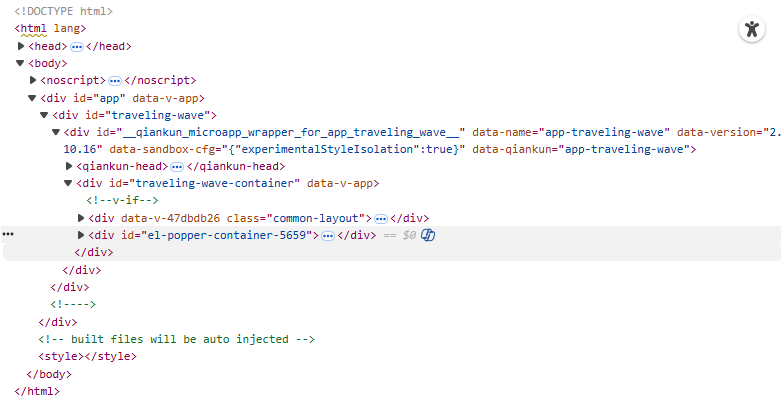 <!DOCTYPE html>
<html lang>
▶<head>⋯</head>
▼<body>
▶<noscript>⋯</noscript>
▼<div id="app" data-v-app>
▼<div id="traveling-wave">
▼<div id="__qiankun_microapp_wrapper_for_app_traveling_wave__" data-name="app-traveling-wave" data-version="2.
10.16" data-sandbox-cfg="{"experimentalStyleIsolation":true}" data-qiankun="app-traveling-wave">
▶<qiankun-head>⋯</qiankun-head>
▼<div id="traveling-wave-container" data-v-app>
<!--v-if-->
▶<div data-v-47dbdb26 class="common-layout">⋯</div>
⋯ ▶<div id="el-popper-container-5659">⋯</div> == $0
</div>
</div>
</div>
<!---->
</div>
<!-- built files will be auto injected -->
<style></style>
</body>
</html>